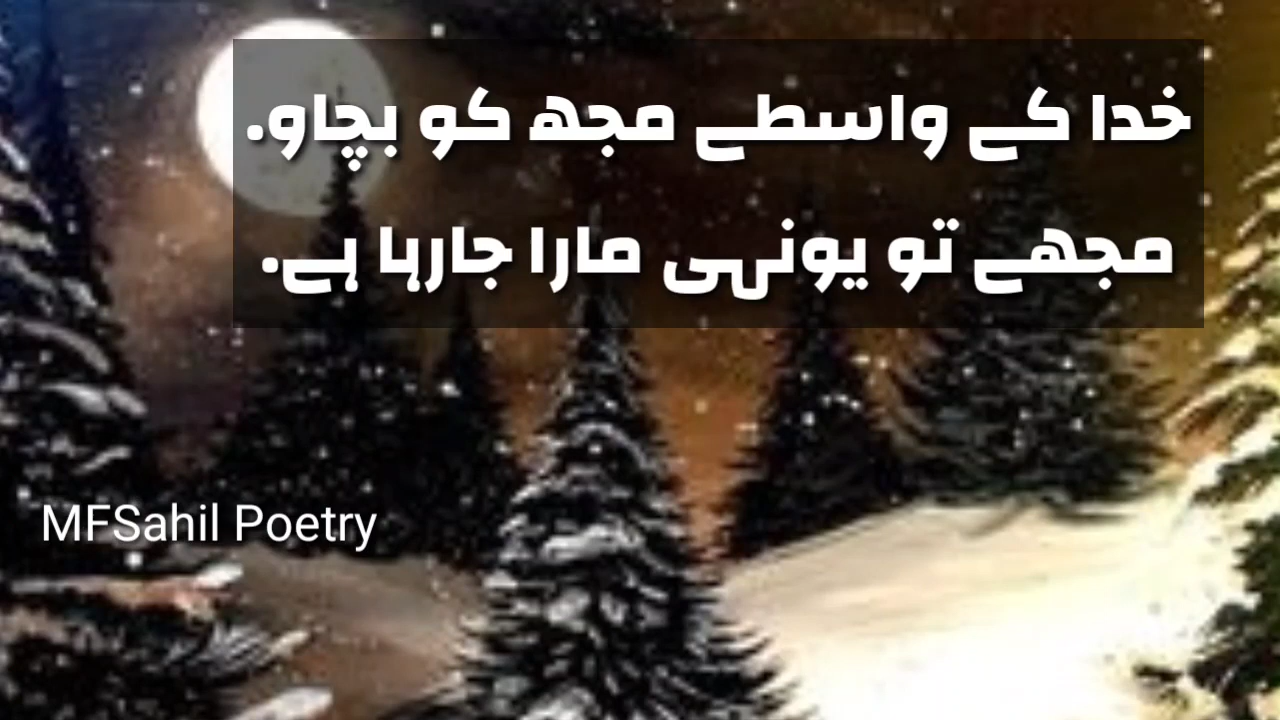 خدا کے واسطے مجھ کو بچاو.
مجھے تو یونہی مارا جارہا ہے.
MFSahil Poetry